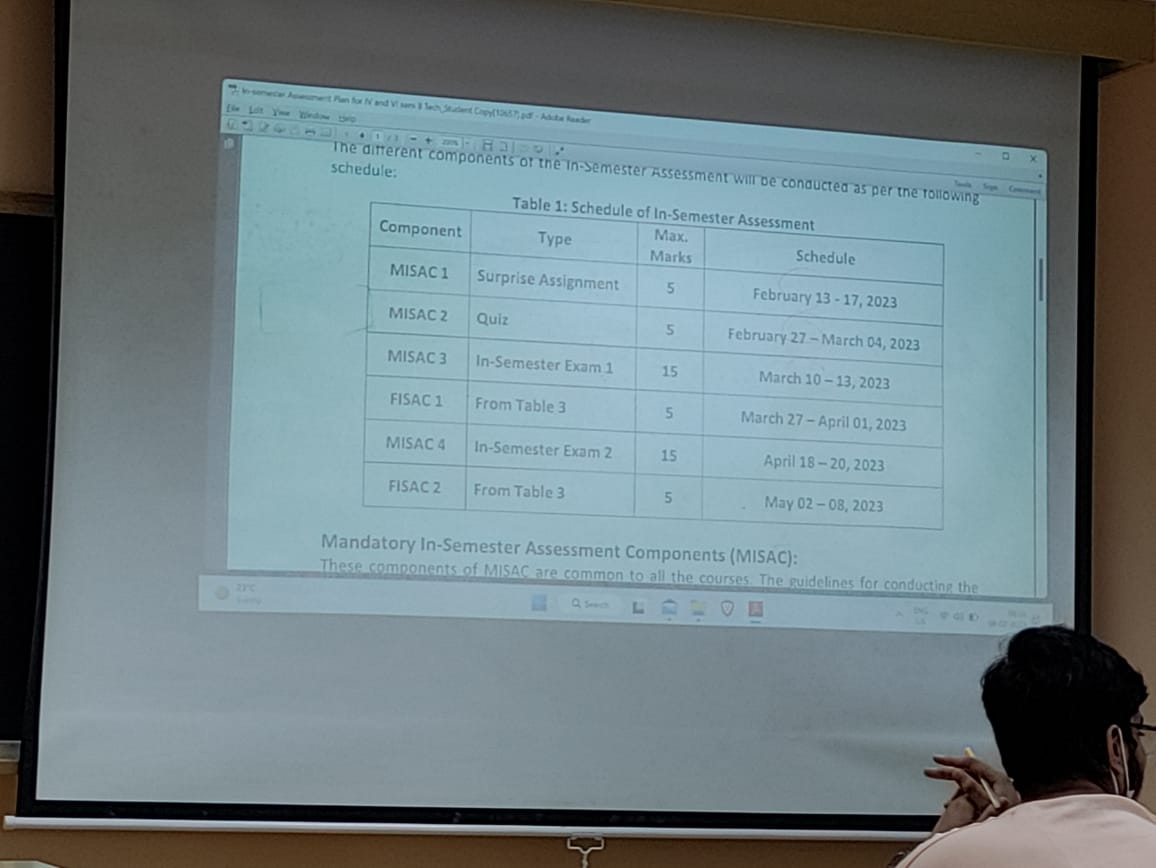 In-semester Assessment Plan for IV and VI sem B Tech_Student Copy(10657).pdf - Adobe Reader
File Edit View Window Help
1 / 3
Tools Sign Comment
The different components of the In-Semester Assessment will be conducted as per the following
schedule:
Table 1: Schedule of In-Semester Assessment
Component Type Max. Marks Schedule
MISAC 1 Surprise Assignment 5 February 13 - 17, 2023
MISAC 2 Quiz 5 February 27 – March 04, 2023
MISAC 3 In-Semester Exam 1 15 March 10 – 13, 2023
FISAC 1 From Table 3 5 March 27 – April 01, 2023
MISAC 4 In-Semester Exam 2 15 April 18 – 20, 2023
FISAC 2 From Table 3 5 May 02 – 08, 2023
Mandatory In-Semester Assessment Components (MISAC):
These components of MISAC are common to all the courses. The guidelines for conducting the
23°C
Sunny
Search
ENG